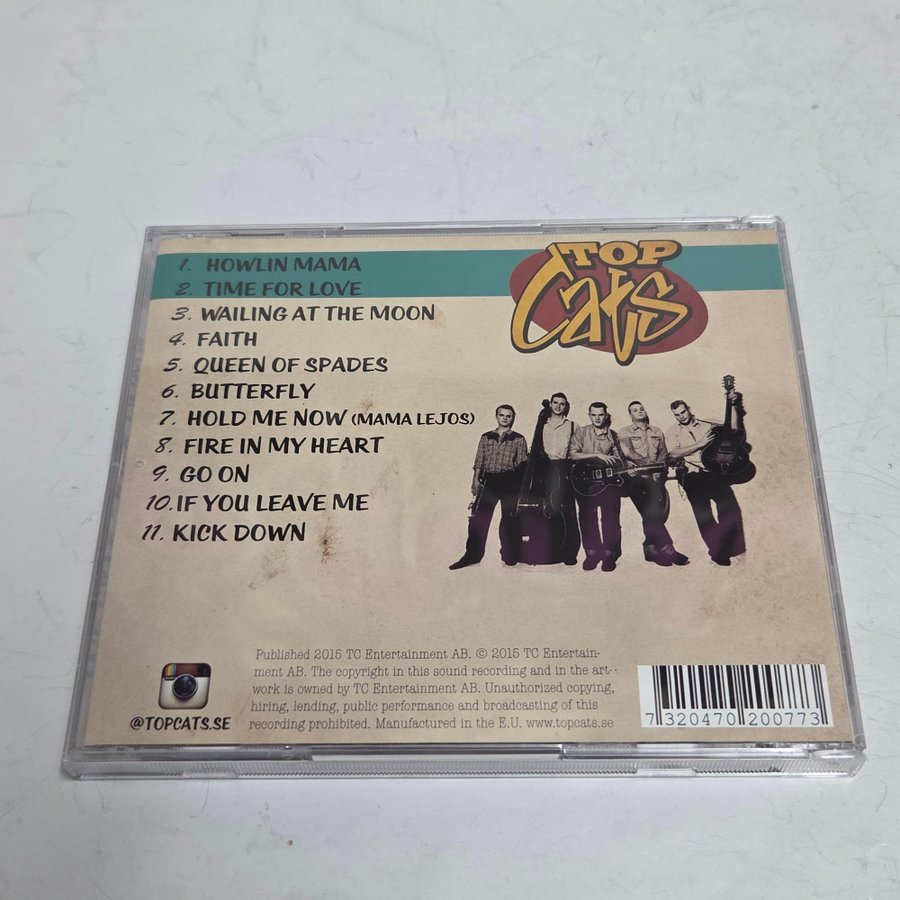 1. HOWLIN MAMA
2. TIME FOR LOVE
3. WAILING AT THE MOON
4. FAITH
5. QUEEN OF SPADES
6. BUTTERFLY
7. HOLD ME NOW (MAMA LEJOS)
8. FIRE IN MY HEART
9. GO ON
10. IF YOU LEAVE ME
11. KICK DOWN
TOP
Cats
@TOPCATS.SE
Published 2015 TC Entertainment AB. © 2015 TC Entertain-
ment AB. The copyright in this sound recording and in the art-
work is owned by TC Entertainment AB. Unauthorized copying,
hiring, lending, public performance and broadcasting of this
recording prohibited. Manufactured in the E.U. www.topcats.se
7 320470 200773